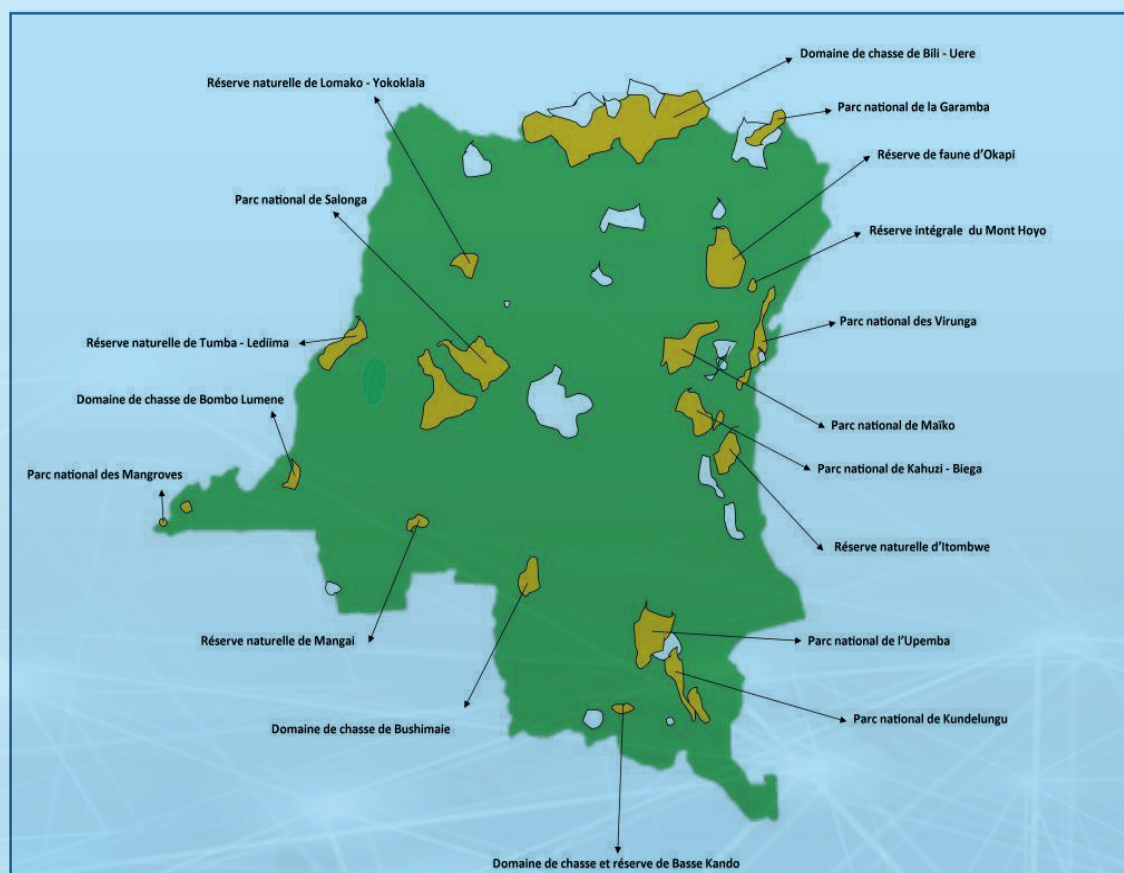 Domaine de chasse de Bili - Uere
Réserve naturelle de Lomako - Yokoklala
Parc national de la Garamba
Réserve de faune d'Okapi
Parc national de Salonga
Réserve intégrale du Mont Hoyo
Parc national des Virunga
Réserve naturelle de Tumba - Lediima
Domaine de chasse de Bombo Lumene
Parc national de Maïko
Parc national de Kahuzi - Biega
Parc national des Mangroves
Réserve naturelle d'Itombwe
Réserve naturelle de Mangai
Parc national de l'Upemba
Domaine de chasse de Bushimaie
Parc national de Kundelungu
Domaine de chasse et réserve de Basse Kando